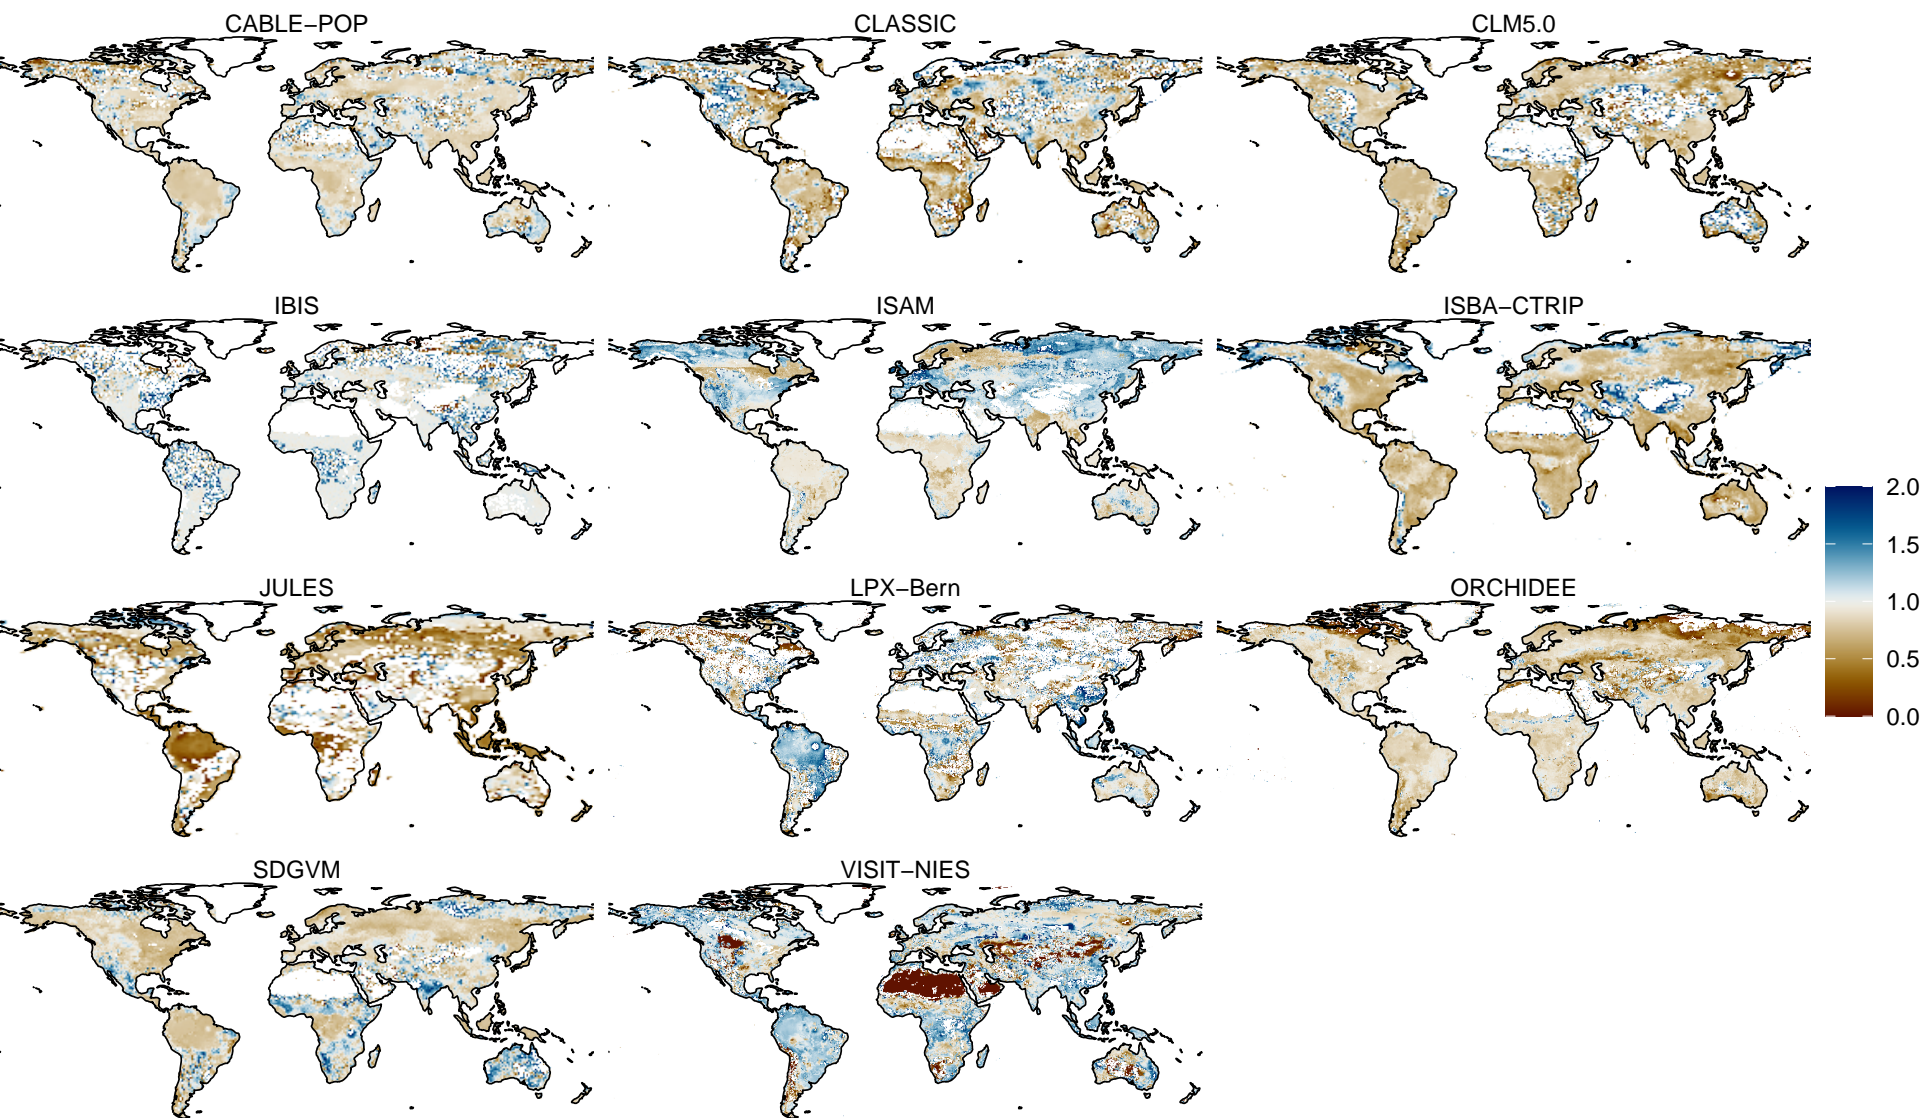 CABLE−POP
CLASSIC
CLM5.0
IBIS
ISAM
ISBA−CTRIP
JULES
LPX−Bern
ORCHIDEE
SDGVM
VISIT−NIES
2.0
1.5
1.0
0.5
0.0